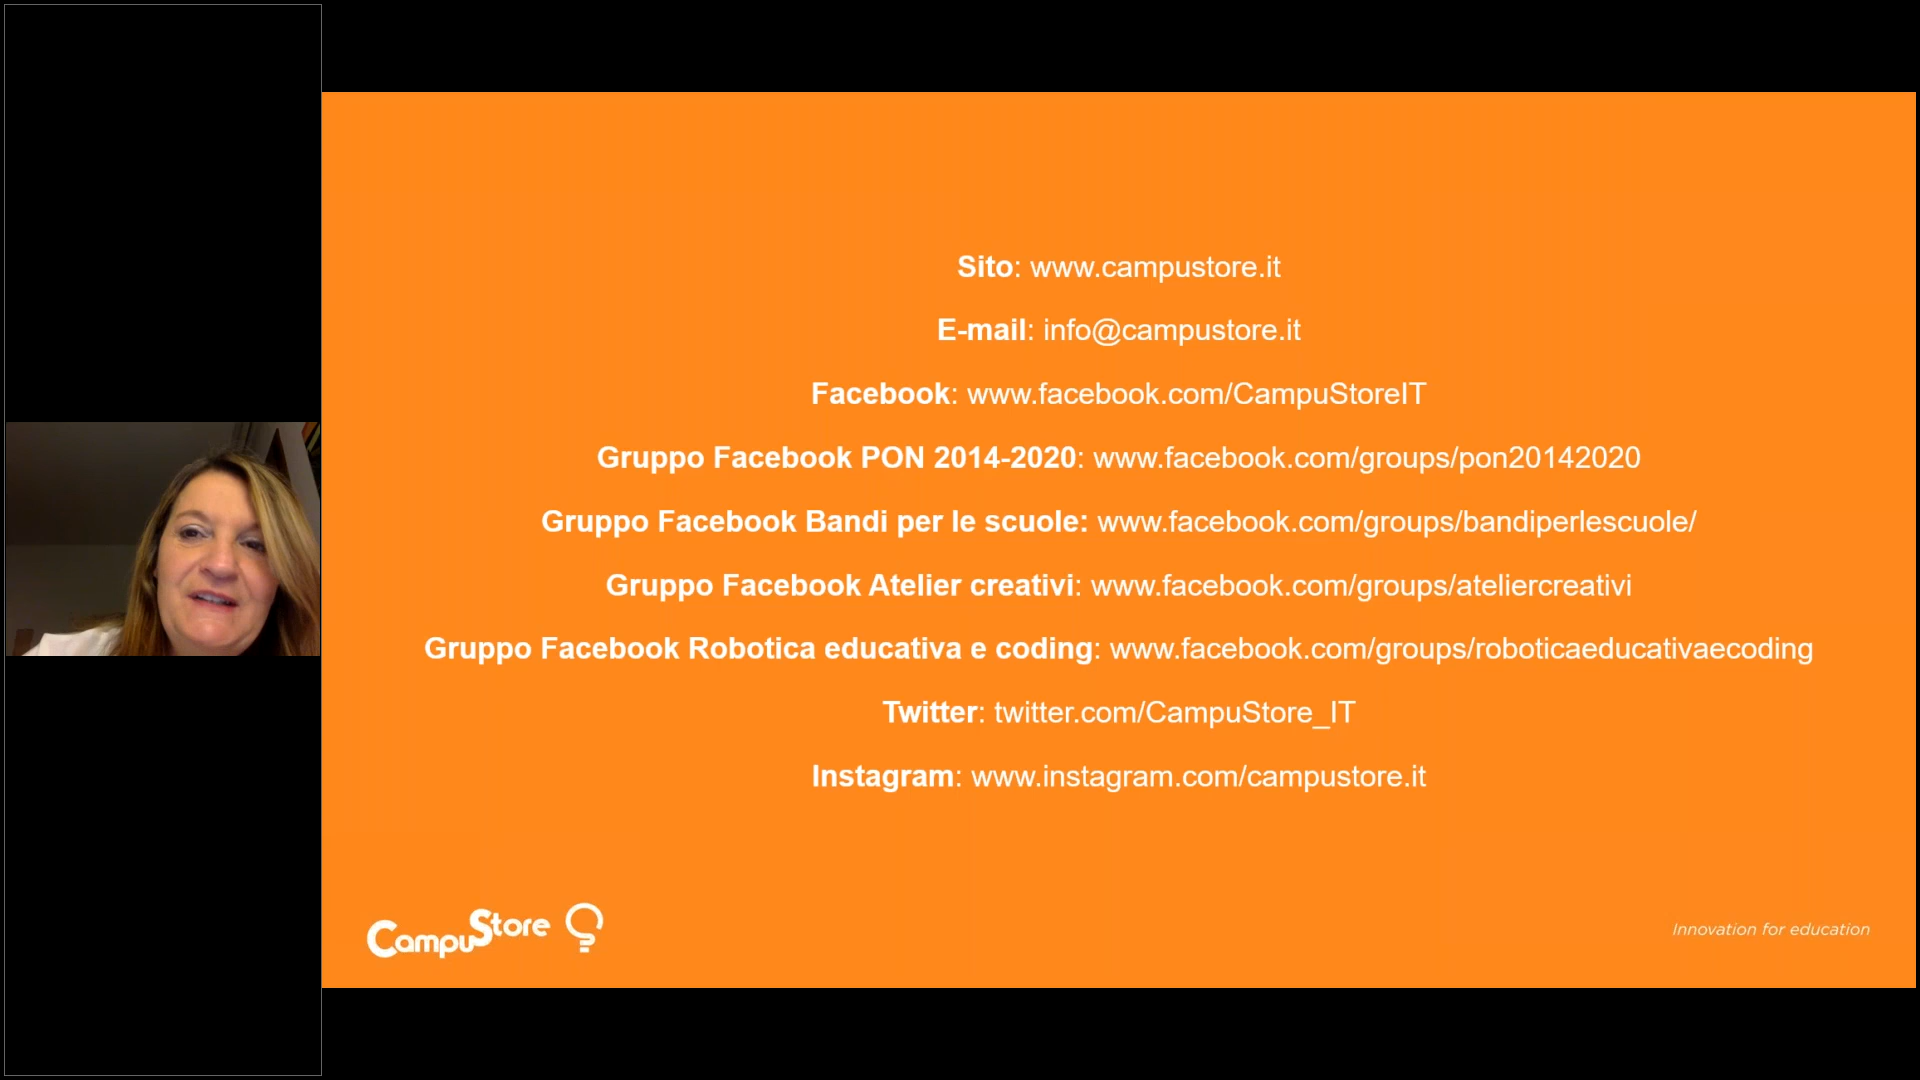 Sito: www.campustore.it
E-mail: info@campustore.it
Facebook: www.facebook.com/CampuStoreIT
Gruppo Facebook PON 2014-2020: www.facebook.com/groups/pon20142020
Gruppo Facebook Bandi per le scuole: www.facebook.com/groups/bandiperlescuole/
Gruppo Facebook Atelier creativi: www.facebook.com/groups/ateliercreativi
Gruppo Facebook Robotica educativa e coding: www.facebook.com/groups/roboticaeducativaecoding
Twitter: twitter.com/CampuStore_IT
Instagram: www.instagram.com/campustore.it
CampuStore
Innovation for education